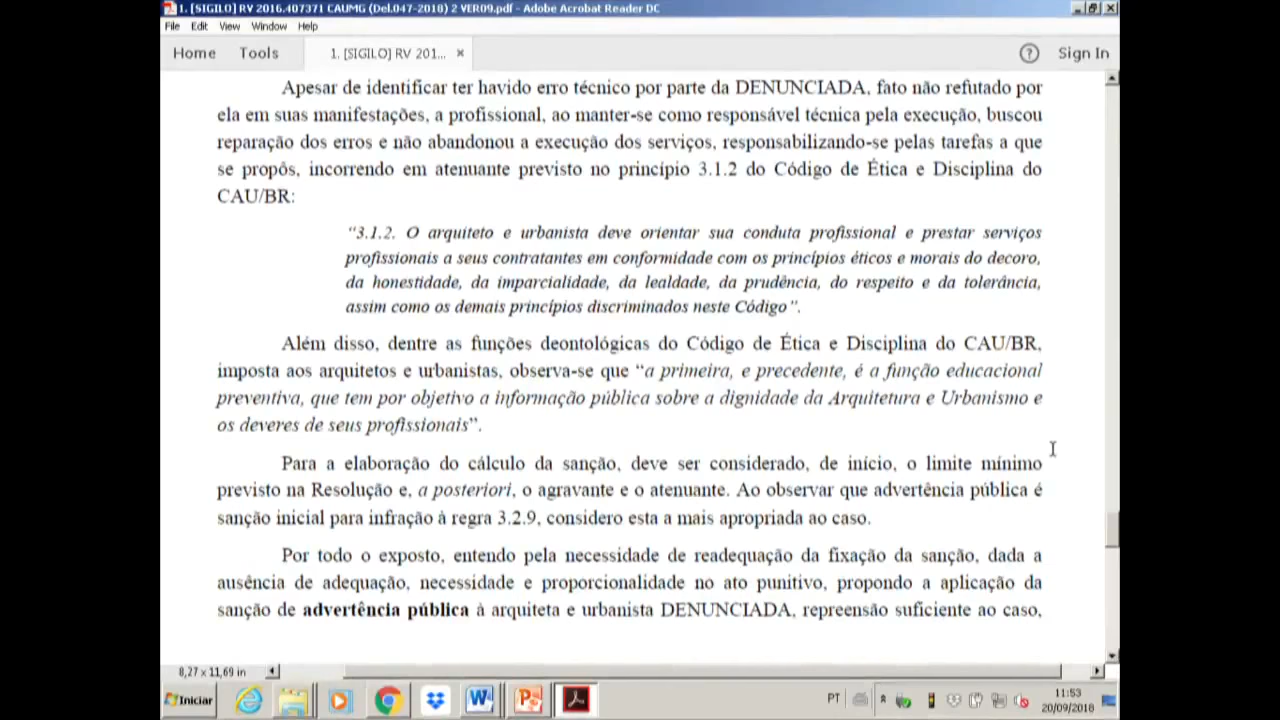 1. [SIGILO] RV 2016.407371 CAUMG (Del.047-2018) 2 VER09.pdf - Adobe Acrobat Reader DC
File Edit View Window Help
Home Tools 1. [SIGILO] RV 201... × ? Sign In
Apesar de identificar ter havido erro técnico por parte da DENUNCIADA, fato não refutado por
ela em suas manifestações, a profissional, ao manter-se como responsável técnica pela execução, buscou
reparação dos erros e não abandonou a execução dos serviços, responsabilizando-se pelas tarefas a que
se propôs, incorrendo em atenuante previsto no princípio 3.1.2 do Código de Ética e Disciplina do
CAU/BR:
“3.1.2. O arquiteto e urbanista deve orientar sua conduta profissional e prestar serviços
profissionais a seus contratantes em conformidade com os princípios éticos e morais do decoro,
da honestidade, da imparcialidade, da lealdade, da prudência, do respeito e da tolerância,
assim como os demais princípios discriminados neste Código”.
Além disso, dentre as funções deontológicas do Código de Ética e Disciplina do CAU/BR,
imposta aos arquitetos e urbanistas, observa-se que “a primeira, e precedente, é a função educacional
preventiva, que tem por objetivo a informação pública sobre a dignidade da Arquitetura e Urbanismo e
os deveres de seus profissionais”.
Para a elaboração do cálculo da sanção, deve ser considerado, de início, o limite mínimo
previsto na Resolução e, a posteriori, o agravante e o atenuante. Ao observar que advertência pública é
sanção inicial para infração à regra 3.2.9, considero esta a mais apropriada ao caso.
Por todo o exposto, entendo pela necessidade de readequação da fixação da sanção, dada a
ausência de adequação, necessidade e proporcionalidade no ato punitivo, propondo a aplicação da
sanção de advertência pública à arquiteta e urbanista DENUNCIADA, repreensão suficiente ao caso,
8,27 x 11,69 in
Iniciar PT 11:53
20/09/2018